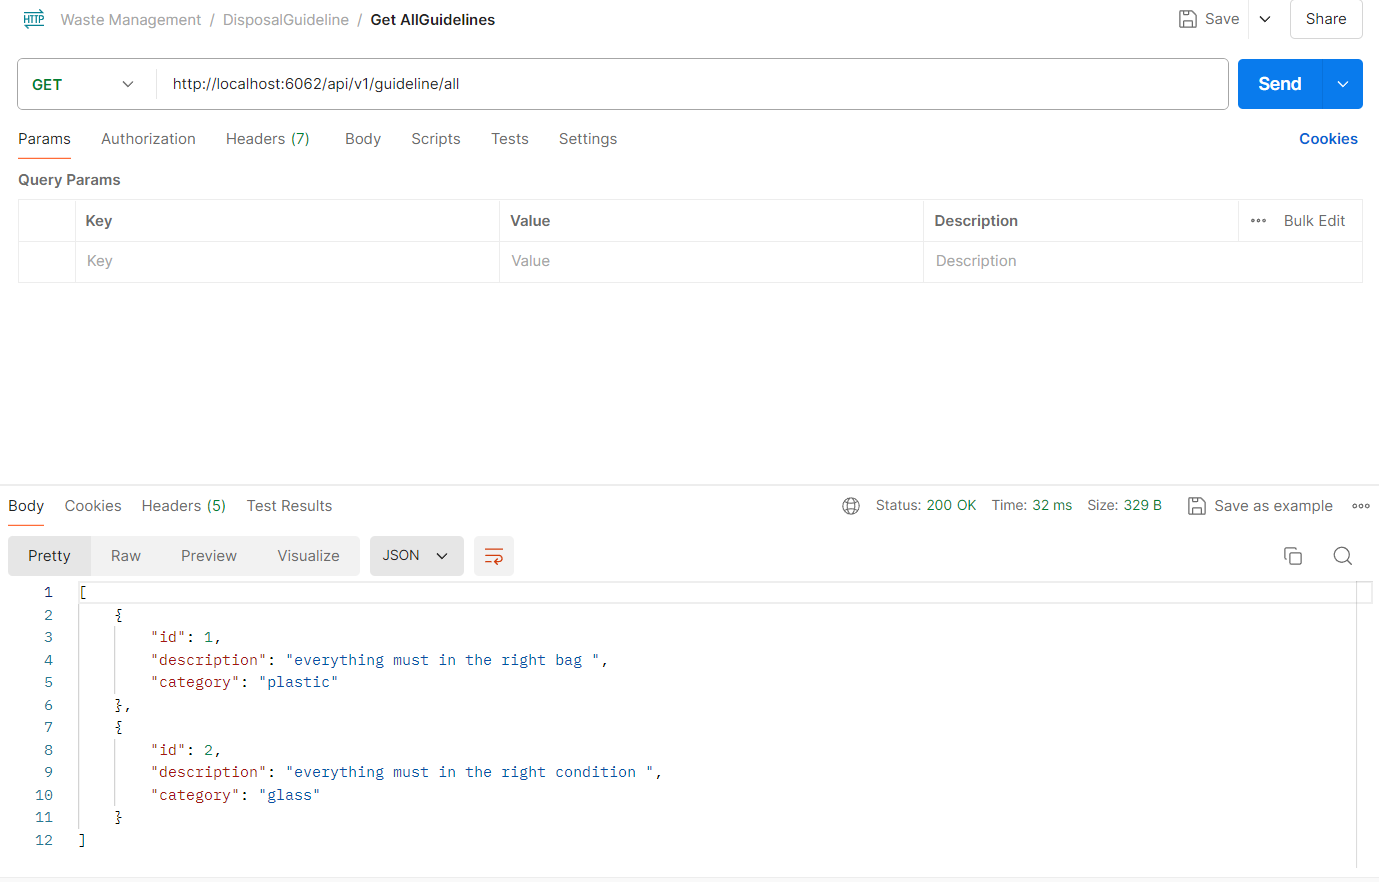 HTTP Waste Management / DisposalGuideline / Get AllGuidelines Save Share
GET http://localhost:6062/api/v1/guideline/all Send
Params Authorization Headers (7) Body Scripts Tests Settings Cookies
Query Params
Key Value Description Bulk Edit
Key Value Description
Body Cookies Headers (5) Test Results Status: 200 OK Time: 32 ms Size: 329 B Save as example
Pretty Raw Preview Visualize JSON
1 [
2 {
3 "id": 1,
4 "description": "everything must in the right bag ",
5 "category": "plastic"
6 },
7 {
8 "id": 2,
9 "description": "everything must in the right condition ",
10 "category": "glass"
11 }
12 ]